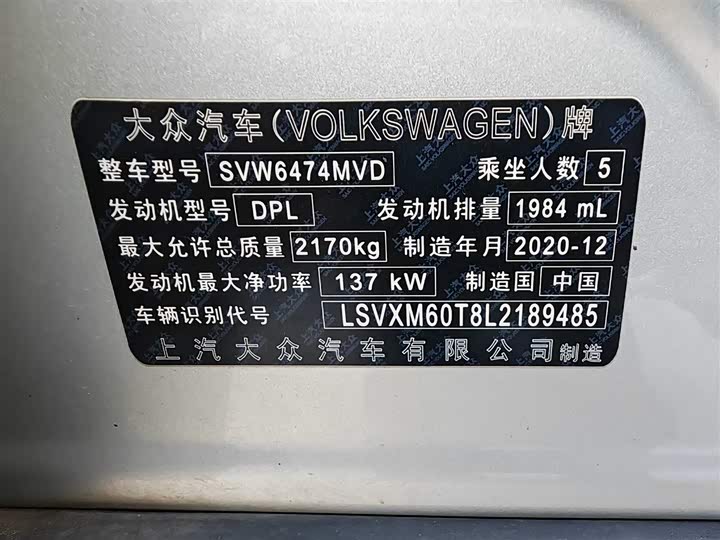 大众汽车(VOLKSWAGEN)牌
整车型号 SVW6474MVD 乘坐人数 5
发动机型号 DPL 发动机排量 1984 mL
最大允许总质量 2170kg 制造年月 2020-12
发动机最大净功率 137 kW 制造国 中国
车辆识别代号 LSVXM60T8L2189485
上汽大众汽车有限公司制造